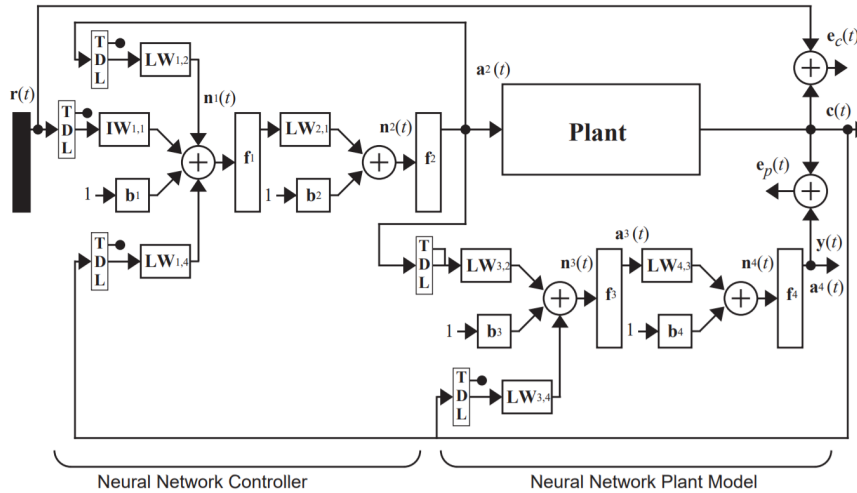 T
D
L
LW1,2
n1(t)
a2(t)
ec(t)
r(t)
T
D
L
IW1,1
f1
LW2,1
n2(t)
f2
Plant
c(t)
1
b1
1
b2
ep(t)
T
D
L
LW1,4
T
D
L
LW3,2
n3(t)
a3(t)
f3
LW4,3
n4(t)
f4
y(t)
a4(t)
1
b3
1
b4
T
D
L
LW3,4
Neural Network Controller
Neural Network Plant Model